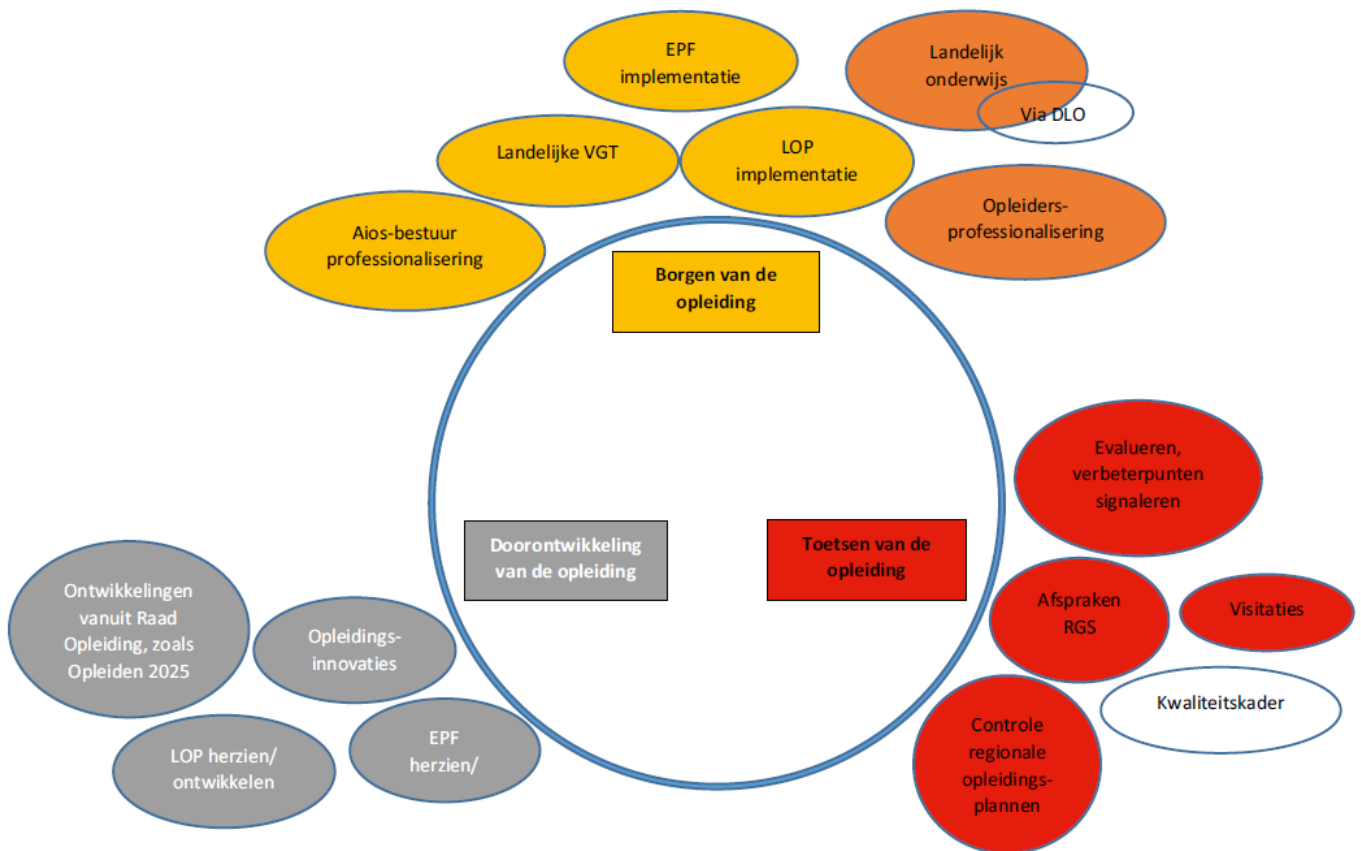 EPF
implementatie
Landelijk
onderwijs
Via DLO
Landelijke VGT
LOP
implementatie
Aios-bestuur
professionalisering
Opleiders-
professionalisering
Borgen van de
opleiding
Evalueren,
verbeterpunten
signaleren
Doorontwikkeling
van de opleiding
Toetsen van de
opleiding
Ontwikkelingen
vanuit Raad
Opleiding, zoals
Opleiden 2025
Opleidings-
innovaties
Afspraken
RGS
Visitaties
Kwaliteitskader
LOP herzien/
ontwikkelen
EPF
herzien/
Controle
regionale
opleidings-
plannen